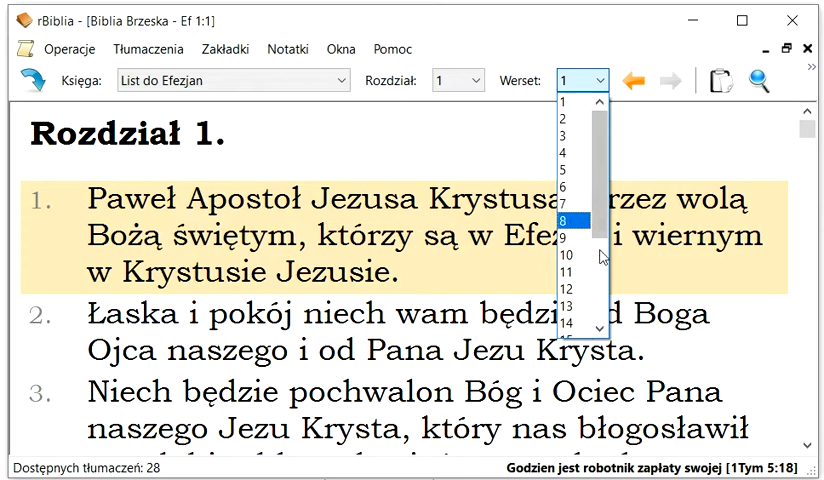 rBiblia - [Biblia Brzeska - Ef 1:1]
Operacje Tłumaczenia Zakładki Notatki Okna Pomoc
Księga: List do Efezjan Rozdział: 1 Werset: 1
1
2
3
4
5
6
7
8
9
10
11
12
13
14
Rozdział 1.
1. Paweł Apostoł Jezusa Krystusa wolą
Bożą świętym, którzy są w i wiernym
w Krystusie Jezusie.
2. Łaska i pokój niech wam Boga
Ojca naszego i od Pana Jezu Krysta.
3. Niech będzie pochwalon Bóg i Ociec Pana
naszego Jezu Krysta, który nas błogosławił
Dostępnych tłumaczeń: 28
Godzien jest robotnik zapłaty swojej [1Tym 5:18]